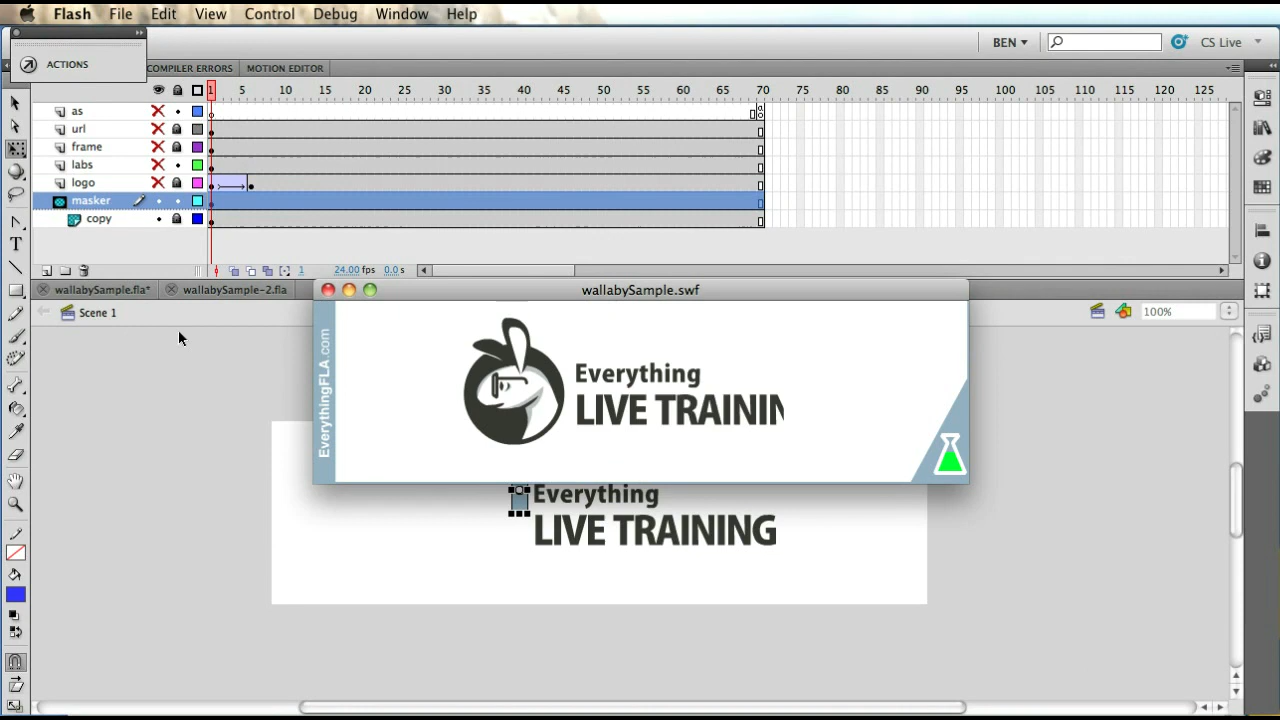 Flash File Edit View Control Debug Window Help
BEN CS Live
ACTIONS COMPILER ERRORS MOTION EDITOR
1 5 10 15 20 25 30 35 40 45 50 55 60 65 70 75 80 85 90 95 100 105 110 115 120 125
as
url
frame
labs
logo
masker
copy
1 24.00 fps 0.0 s
wallabySample.fla* wallabySample-2.fla
wallabySample.swf
Scene 1
100%
EverythingFLA.com
Everything
LIVE TRAININ
Everything
LIVE TRAINING